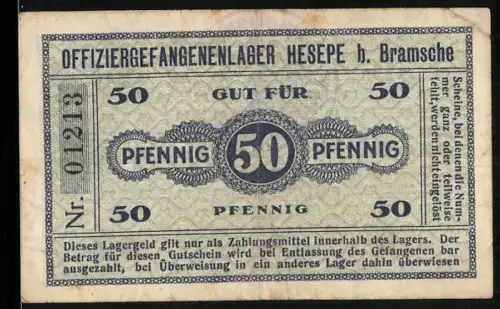 OFFIZIERGEFANGENENLAGER HESEPE b. Bramsche
50 GUT FÜR 50
PFENNIG 50 PFENNIG
50 PFENNIG 50
Nr. 01213
Scheine, bei denen die Num-
mer ganz oder teilweise
fehlt, werden nicht eingelöst
Dieses Lagergeld gilt nur als Zahlungsmittel innerhalb des Lagers. Der
Betrag für diesen Gutschein wird bei Entlassung des Gefangenen bar
ausgezahlt, bei Überweisung in ein anderes Lager dahin überwiesen